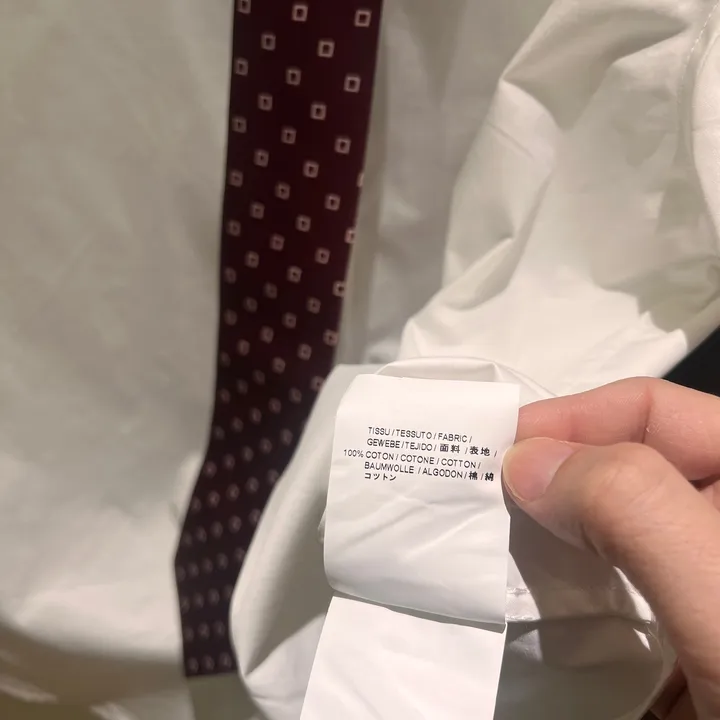 TISSU / TESSUTO / FABRIC /
GEWEBE / TEJIDO / 面料 / 表地 /
100% COTON / COTONE / COTTON /
BAUMWOLLE / ALGODON / 棉 / 綿
コットン